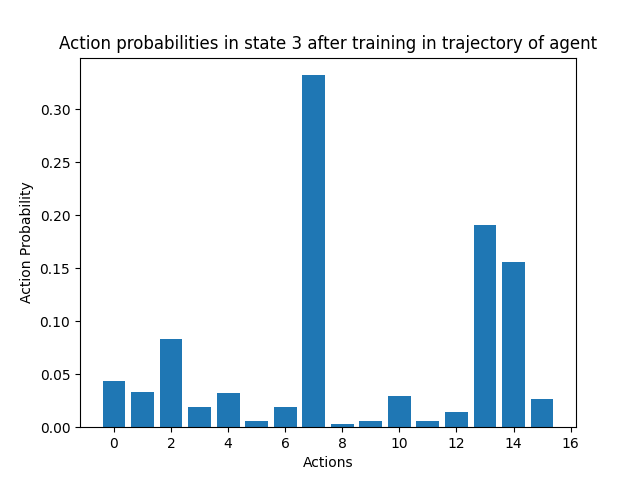 Action probabilities in state 3 after training in trajectory of agent
0.30
0.25
0.20
0.15
0.10
0.05
0.00
Action Probability
0 2 4 6 8 10 12 14 16
Actions